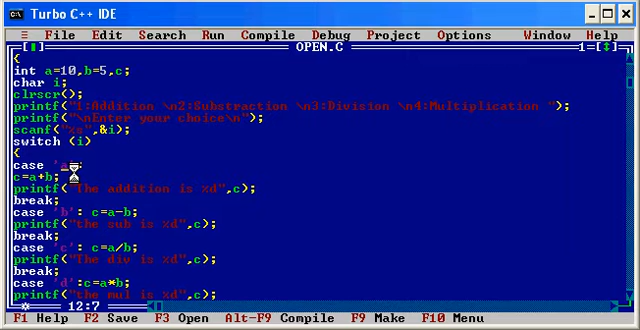 Turbo C++ IDE
≡ File Edit Search Run Compile Debug Project Options Window Help
[■] OPEN.C 1=[↕]
{
int a=10,b=5,c;
char i;
clrscr();
printf("1:Addition \n2:Substraction \n3:Division \n4:Multiplication ");
printf("\nEnter your choice\n");
scanf("%s",&i);
switch (i)
{
case 'a':
c=a+b;
printf("The addition is %d",c);
break;
case 'b': c=a-b;
printf("the sub is %d",c);
break;
case 'c': c=a/b;
printf("The div is %d",c);
break;
case 'd':c=a*b;
printf("the mul is %d",c);
12:7
F1 Help F2 Save F3 Open Alt-F9 Compile F9 Make F10 Menu